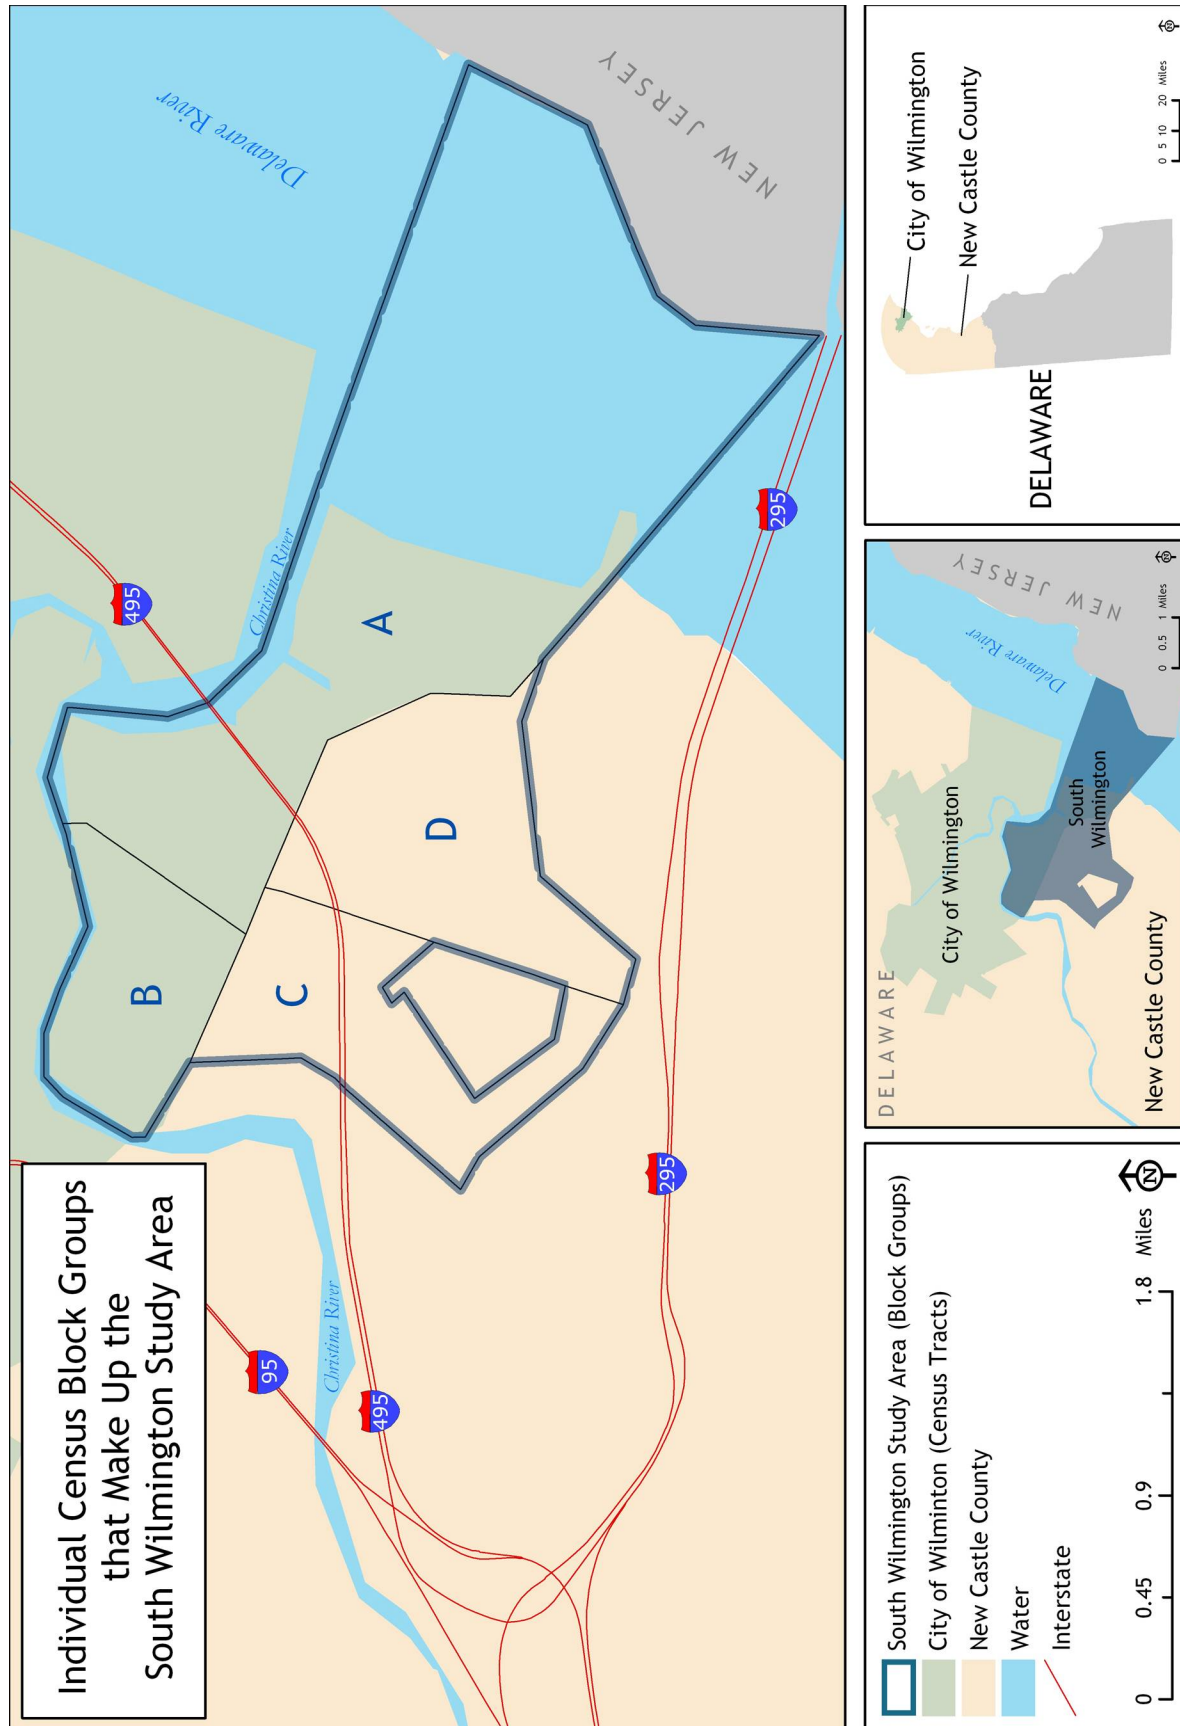 Individual Census Block Groups
that Make Up the
South Wilmington Study Area
Delaware River
NEW JERSEY
Christina River
495
A
B
C
D
295
295
95
495
Christina River
South Wilmington Study Area (Block Groups)
City of Wilminton (Census Tracts)
New Castle County
Water
Interstate
0 0.45 0.9 1.8 Miles
N
DELAWARE
City of Wilmington
South
Wilmington
Delaware River
NEW JERSEY
New Castle County
0 0.5 1 Miles
N
City of Wilmington
New Castle County
DELAWARE
0 5 10 20 Miles
N